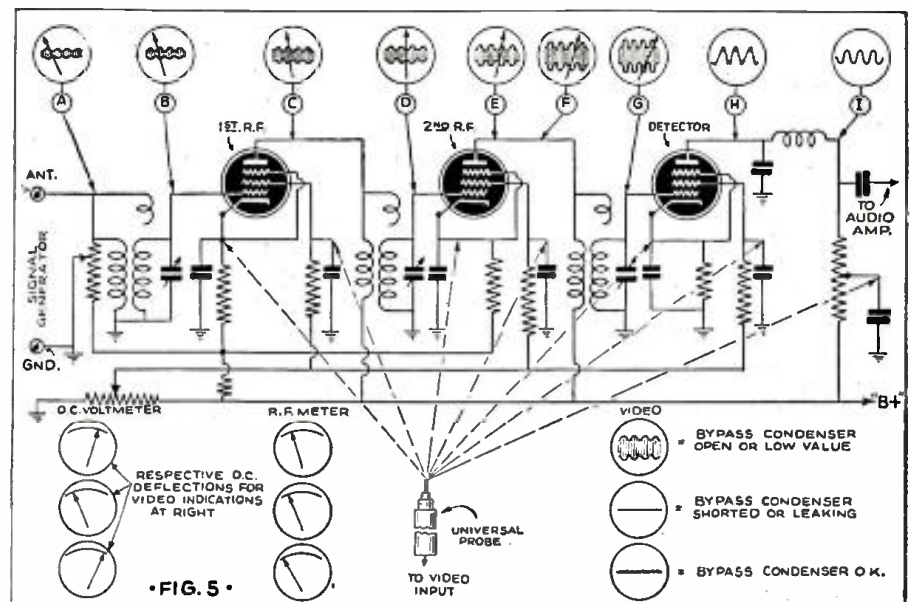 A
B
C
D
E
F
G
H
I
1ST. R.F.
2ND R.F.
DETECTOR
ANT.
SIGNAL GENERATOR
GND.
TO
AUDIO
AMP.
"B+"
D.C. VOLTMETER
R.F. METER
VIDEO
RESPECTIVE D.C.
DEFLECTIONS FOR
VIDEO INDICATIONS
AT RIGHT
UNIVERSAL
PROBE
TO VIDEO
INPUT
= BYPASS CONDENSER
OPEN OR LOW VALUE
= BYPASS CONDENSER
SHORTED OR LEAKING
= BYPASS CONDENSER O.K.
• FIG. 5 •